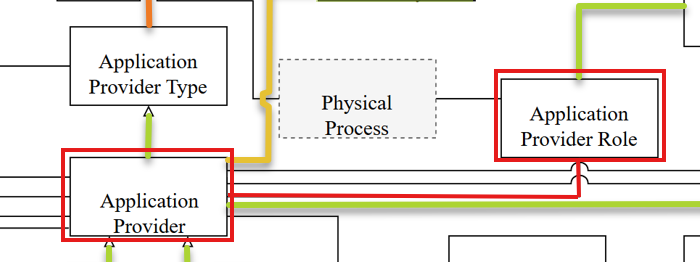 Application
Provider Type
Physical
Process
Application
Provider Role
Application
Provider